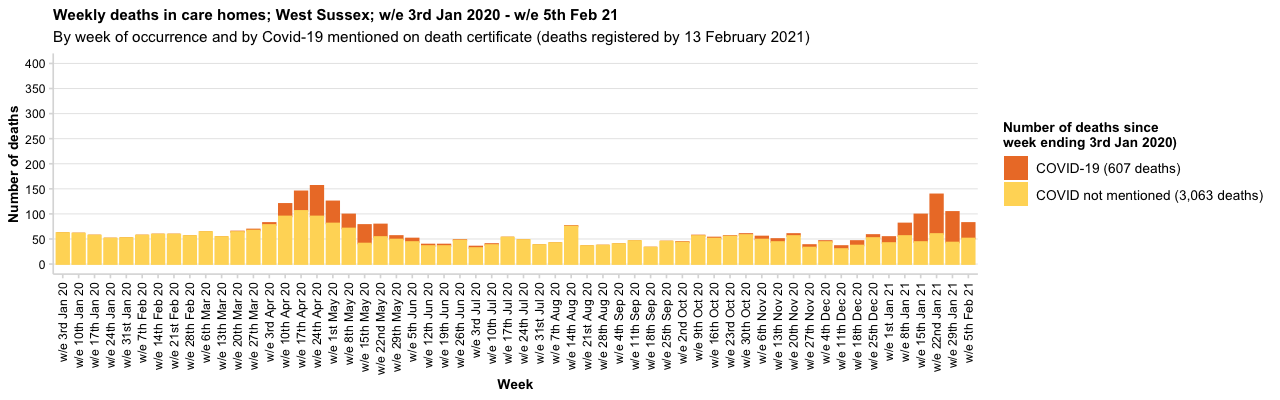 Weekly deaths in care homes; West Sussex; w/e 3rd Jan 2020 - w/e 5th Feb 21
By week of occurrence and by Covid-19 mentioned on death certificate (deaths registered by 13 February 2021)
Number of deaths
400
350
300
250
200
150
100
50
0
w/e 3rd Jan 20
w/e 10th Jan 20
w/e 17th Jan 20
w/e 24th Jan 20
w/e 31st Jan 20
w/e 7th Feb 20
w/e 14th Feb 20
w/e 21st Feb 20
w/e 28th Feb 20
w/e 6th Mar 20
w/e 13th Mar 20
w/e 20th Mar 20
w/e 27th Mar 20
w/e 3rd Apr 20
w/e 10th Apr 20
w/e 17th Apr 20
w/e 24th Apr 20
w/e 1st May 20
w/e 8th May 20
w/e 15th May 20
w/e 22nd May 20
w/e 29th May 20
w/e 5th Jun 20
w/e 12th Jun 20
w/e 19th Jun 20
w/e 26th Jun 20
w/e 3rd Jul 20
w/e 10th Jul 20
w/e 17th Jul 20
w/e 24th Jul 20
w/e 31st Jul 20
w/e 7th Aug 20
w/e 14th Aug 20
w/e 21st Aug 20
w/e 28th Aug 20
w/e 4th Sep 20
w/e 11th Sep 20
w/e 18th Sep 20
w/e 25th Sep 20
w/e 2nd Oct 20
w/e 9th Oct 20
w/e 16th Oct 20
w/e 23rd Oct 20
w/e 30th Oct 20
w/e 6th Nov 20
w/e 13th Nov 20
w/e 20th Nov 20
w/e 27th Nov 20
w/e 4th Dec 20
w/e 11th Dec 20
w/e 18th Dec 20
w/e 25th Dec 20
w/e 1st Jan 21
w/e 8th Jan 21
w/e 15th Jan 21
w/e 22nd Jan 21
w/e 29th Jan 21
w/e 5th Feb 21
Week
Number of deaths since
week ending 3rd Jan 2020)
COVID-19 (607 deaths)
COVID not mentioned (3,063 deaths)